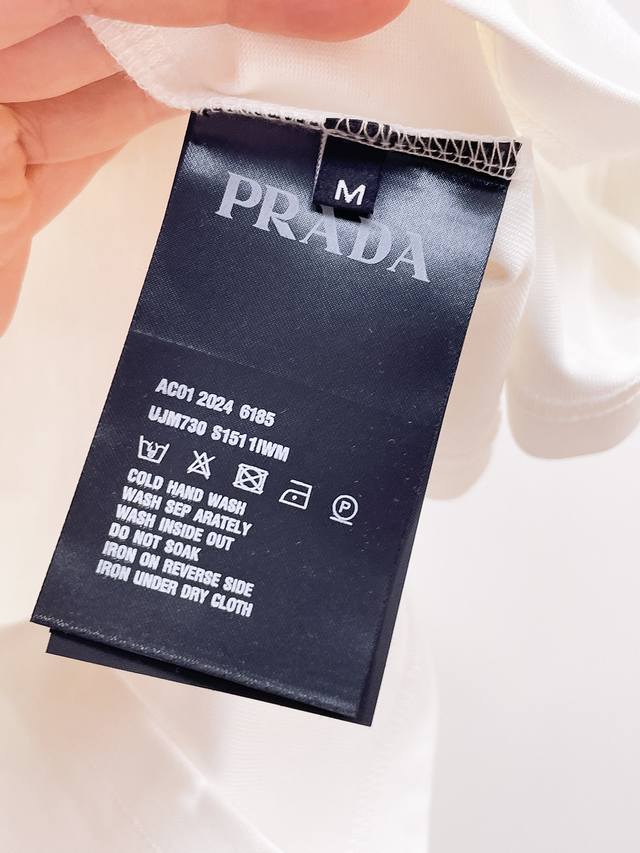 M
PRADA
AC01 2024 6185
UJM730 S151 1IWM
COLD HAND WASH
WASH SEP ARATELY
WASH INSIDE OUT
DO NOT SOAK
IRON ON REVERSE SIDE
IRON UNDER DRY CLOTH